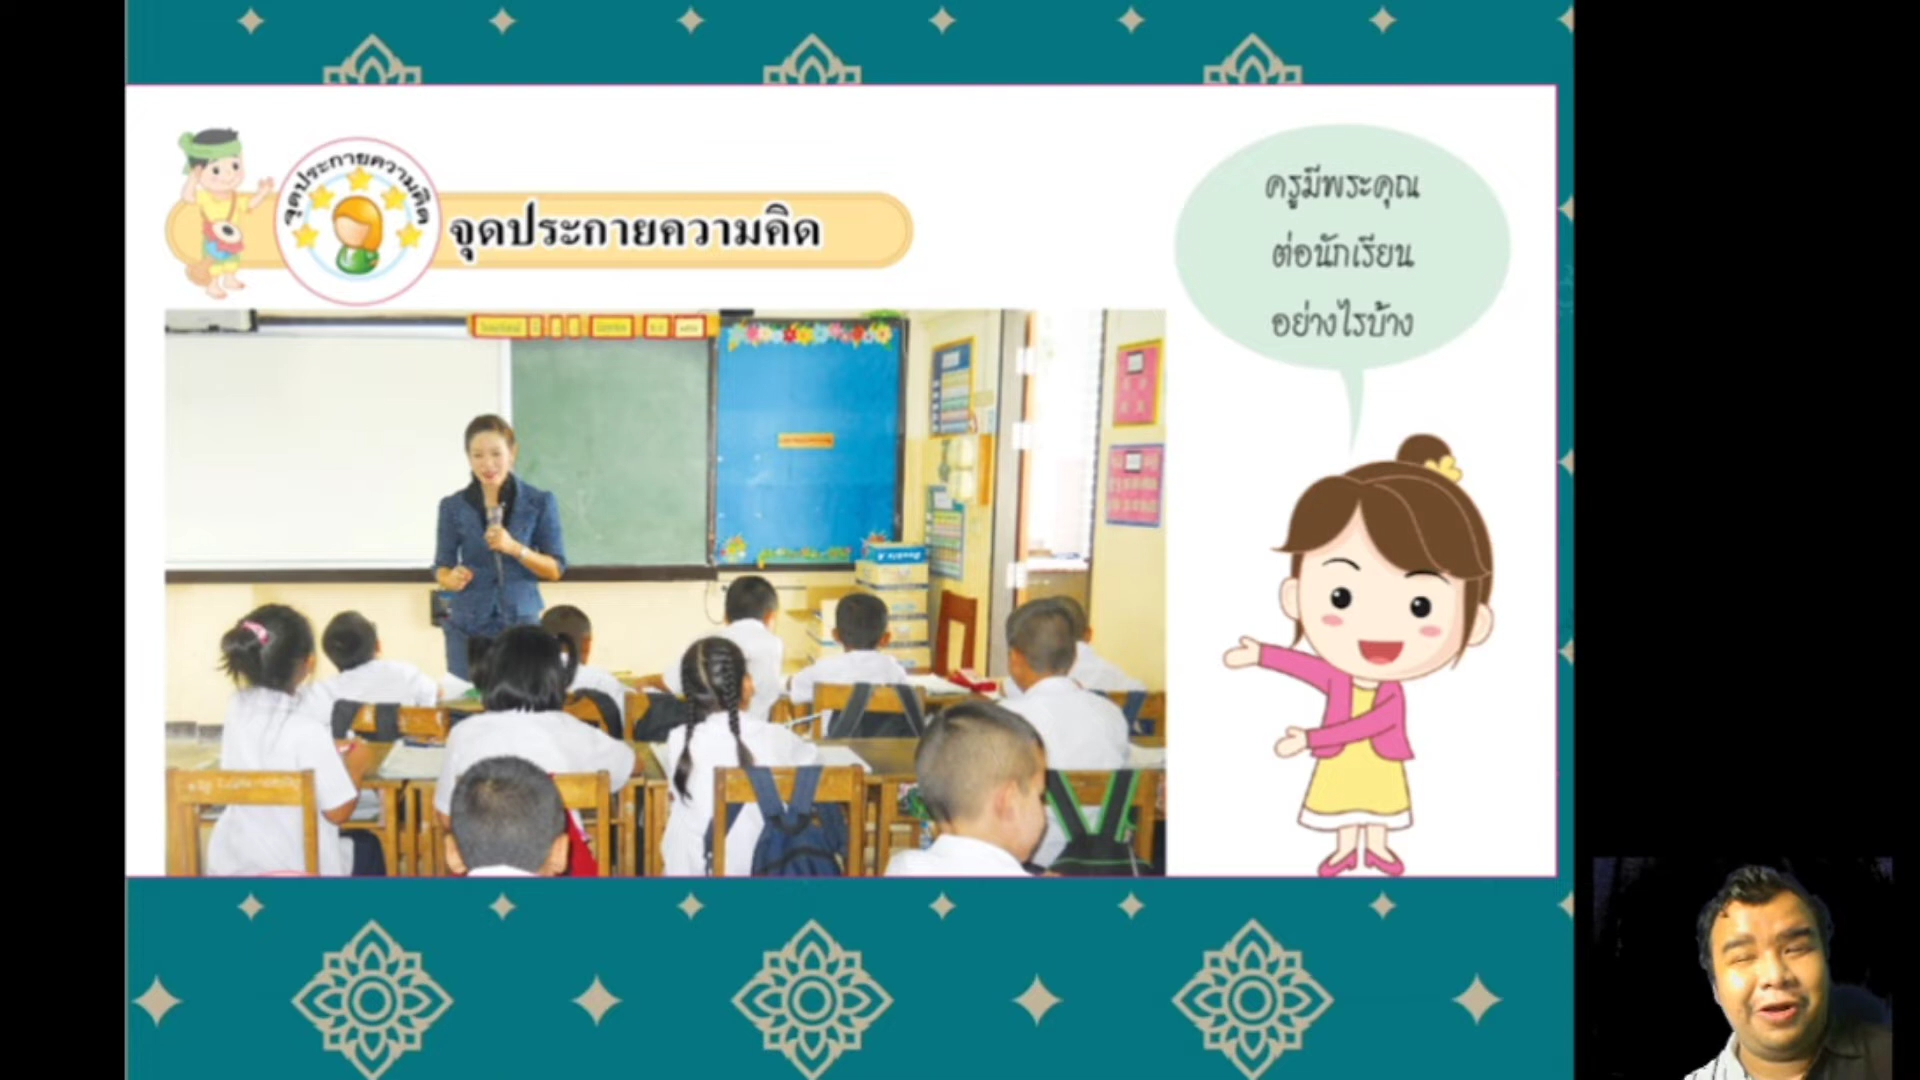 จุดประกายความคิด
จุดประกายความคิด
ครูมีพระคุณ
ต่อนักเรียน
อย่างไรบ้าง